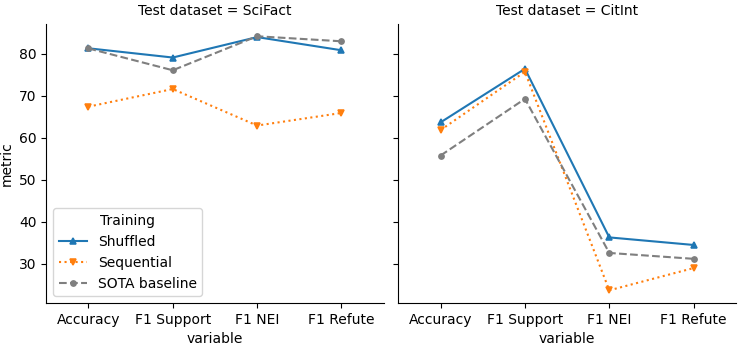 Test dataset = SciFact
Test dataset = CitInt
metric
80
70
60
50
40
30
Training
Shuffled
Sequential
SOTA baseline
Accuracy F1 Support F1 NEI F1 Refute
Accuracy F1 Support F1 NEI F1 Refute
variable
variable